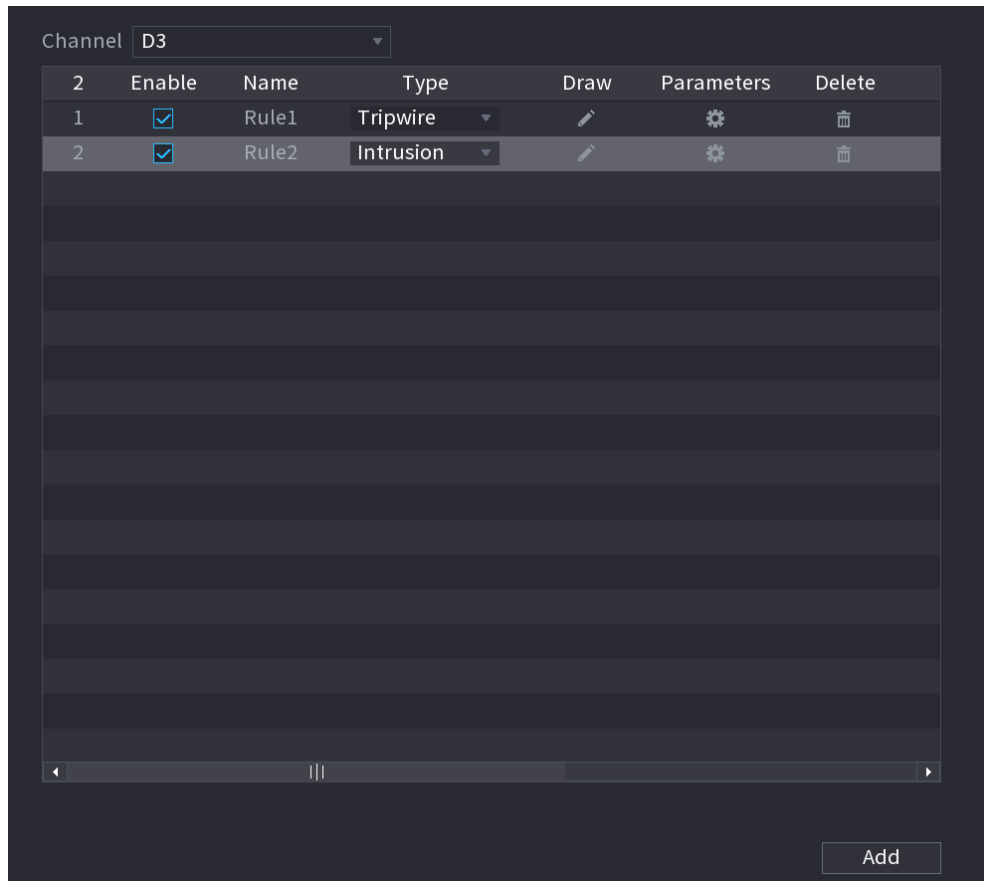 Channel D3
2 Enable Name Type Draw Parameters Delete
1 Rule1 Tripwire
2 Rule2 Intrusion
Add